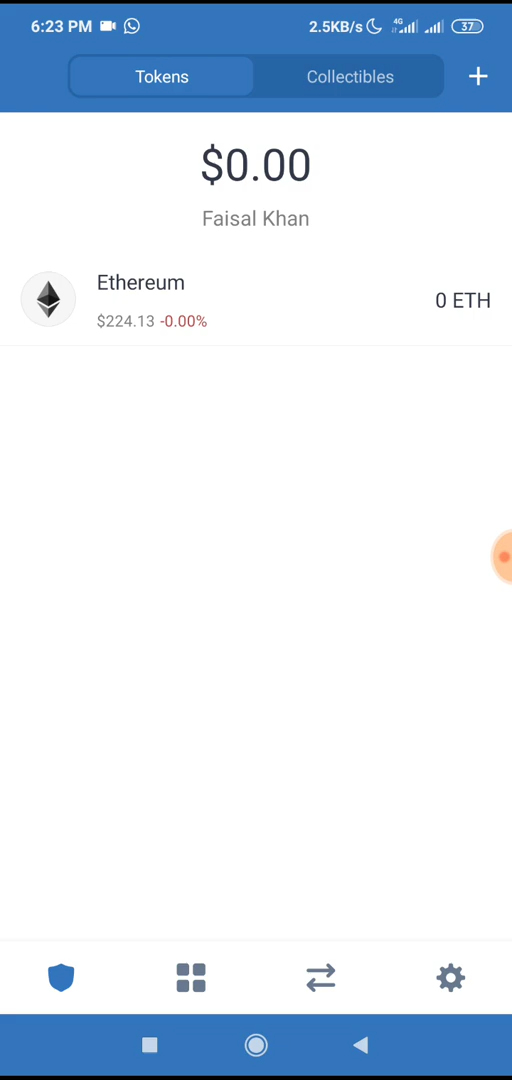 6:23 PM
2.5KB/s 4G 37
Tokens Collectibles +
$0.00
Faisal Khan
Ethereum
$224.13 -0.00%
0 ETH